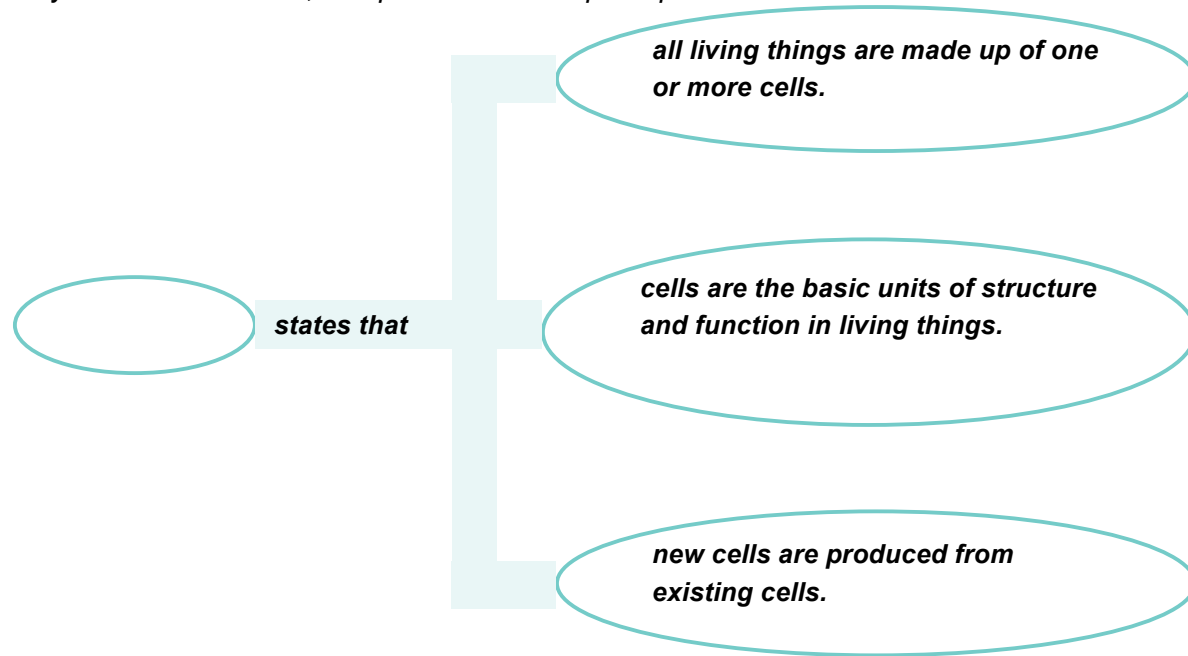 all living things are made up of one
or more cells.
cells are the basic units of structure
and function in living things.
states that
new cells are produced from
existing cells.